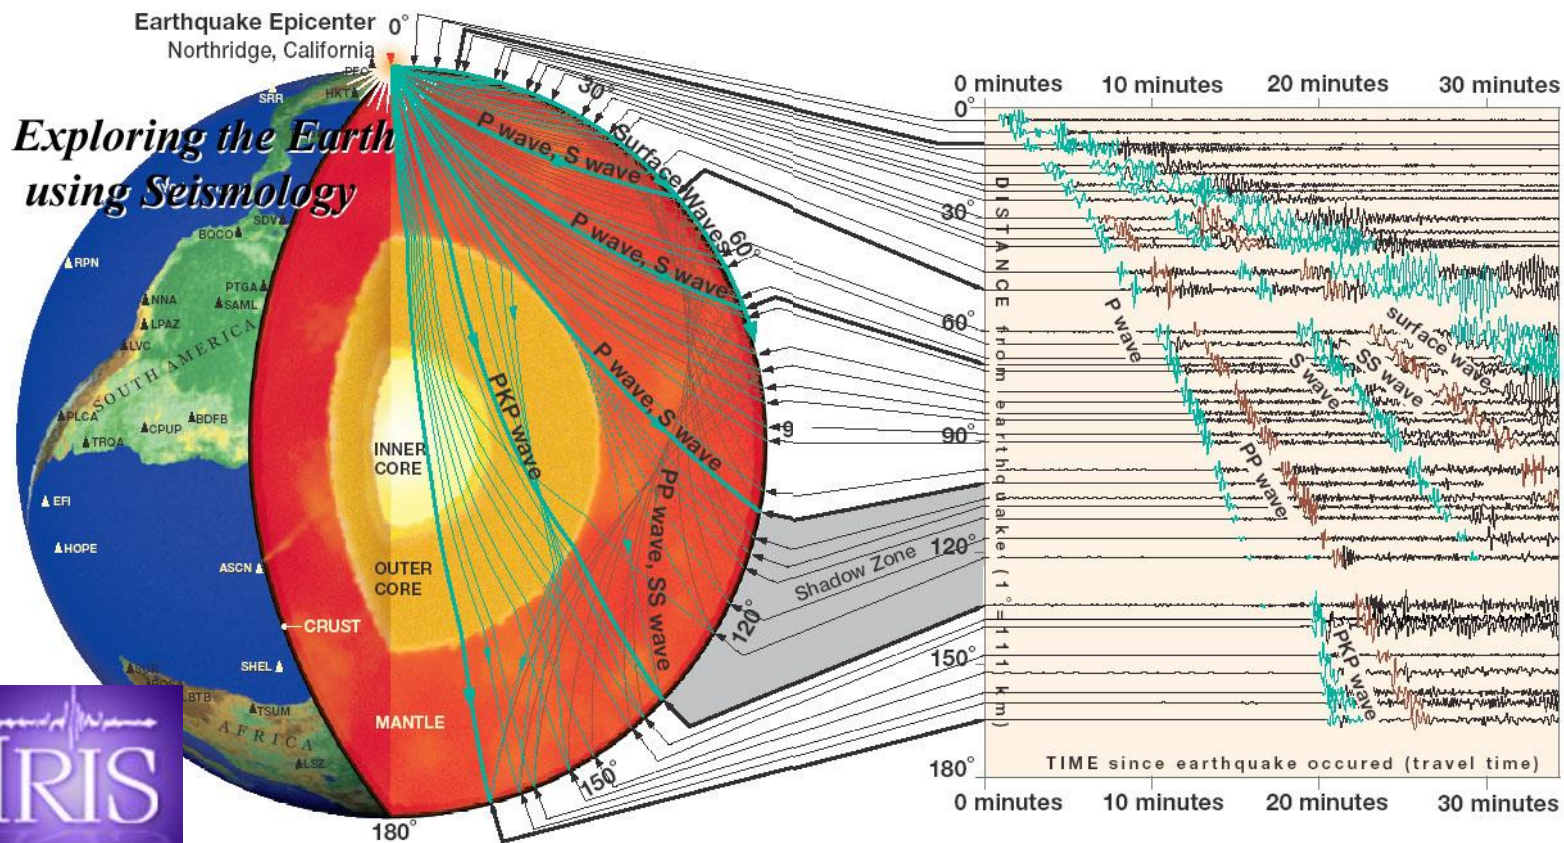 Earthquake Epicenter
Northridge, California
0°
PFO
HKT
SRR
Exploring the Earth
using Seismology
SDV
BOCO
RPN
PTGA
SAML
NNA
LPAZ
LVC
SOUTH AMERICA
PLCA
BDFB
CPUP
TRQA
EFI
HOPE
ASCN
CRUST
SHEL
SUR
BTB
TSUM
AFRICA
LSZ
IRIS
INNER
CORE
OUTER
CORE
MANTLE
180°
P wave, S wave
P wave, S wave
P wave, S wave
PKP wave
PP wave, SS wave
Surface Waves
30°
60°
9
120°
150°
Shadow Zone
0 minutes 10 minutes 20 minutes 30 minutes
0°
30°
60°
90°
120°
150°
180°
DISTANCE from earthquake (1°=111 km)
P wave
PP wave
S wave
SS wave
surface wave
PKP wave
TIME since earthquake occured (travel time)
0 minutes 10 minutes 20 minutes 30 minutes